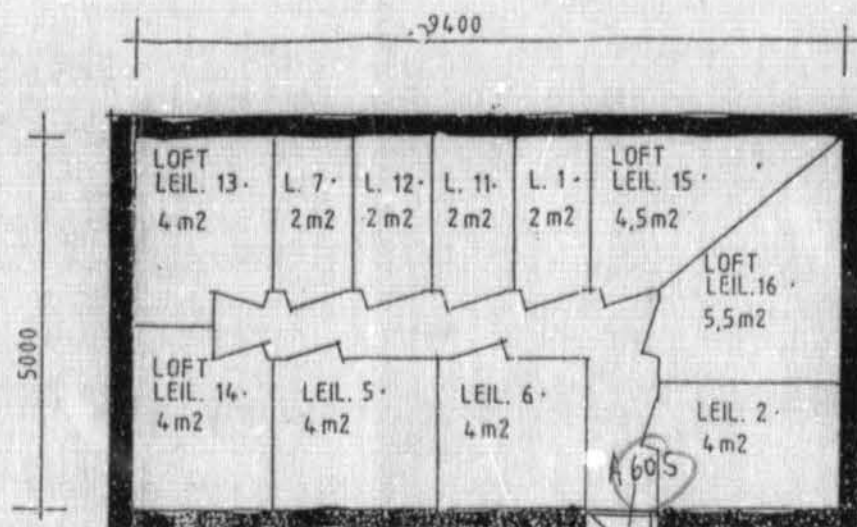 9400
5000
LOFT
LEIL. 13
4 m2
L. 7
2 m2
L. 12
2 m2
L. 11
2 m2
L. 1
2 m2
LOFT
LEIL. 15
4,5 m2
LOFT
LEIL. 16
5,5 m2
LOFT
LEIL. 14
4 m2
LEIL. 5
4 m2
LEIL. 6
4 m2
LEIL. 2
4 m2
A 60 S